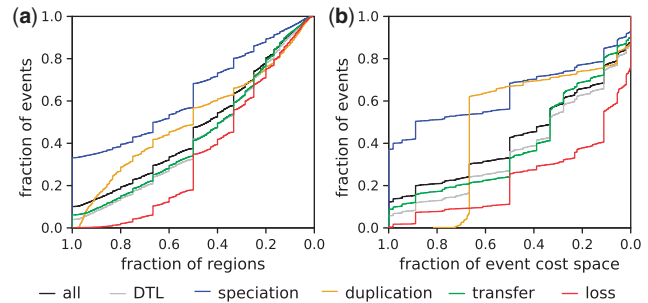 (a)
1.0
0.8
0.6
0.4
0.2
0.0
fraction of events
1.0 0.8 0.6 0.4 0.2 0.0
fraction of regions
(b)
1.0
0.8
0.6
0.4
0.2
0.0
fraction of events
1.0 0.8 0.6 0.4 0.2 0.0
fraction of event cost space
all DTL speciation duplication transfer loss